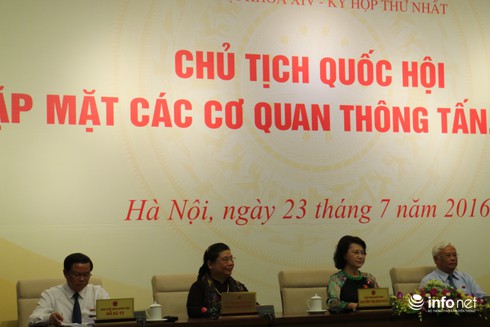 KHÓA XIV - KỲ HỌP THỨ NHẤT
CHỦ TỊCH QUỐC HỘI
ẶP MẶT CÁC CƠ QUAN THÔNG TẤN,
Hà Nội, ngày 23 tháng 7 năm 2016
infonet